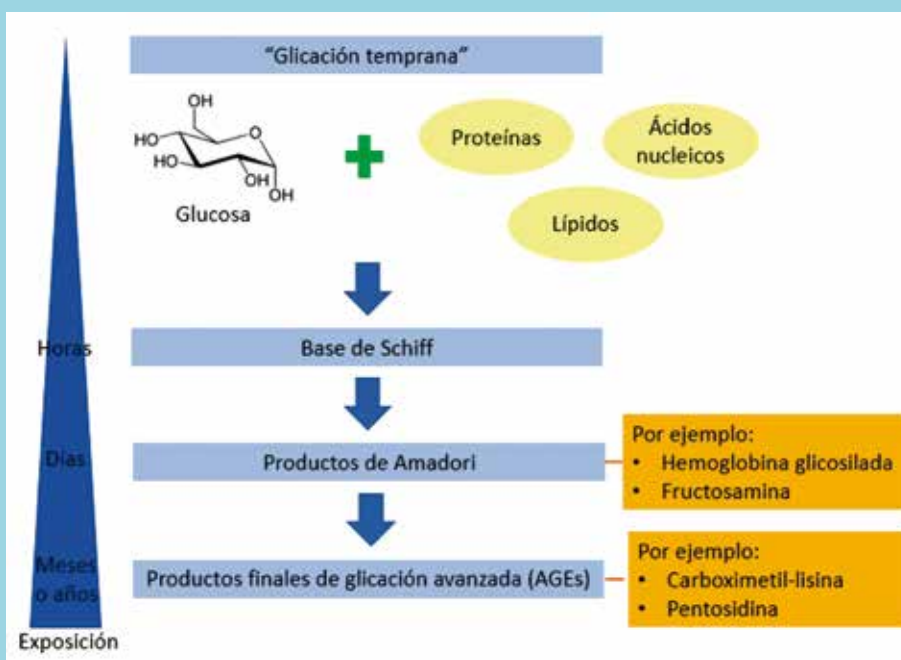 “Glicación temprana”
OH
O
HO
HO
OH
OH
Glucosa
Proteínas
Ácidos
nucleicos
Lípidos
Horas
Base de Schiff
Días
Productos de Amadori
Por ejemplo:
• Hemoglobina glicosilada
• Fructosamina
Meses
o años
Productos finales de glicación avanzada (AGEs)
Por ejemplo:
• Carboximetil-lisina
• Pentosidina
Exposición